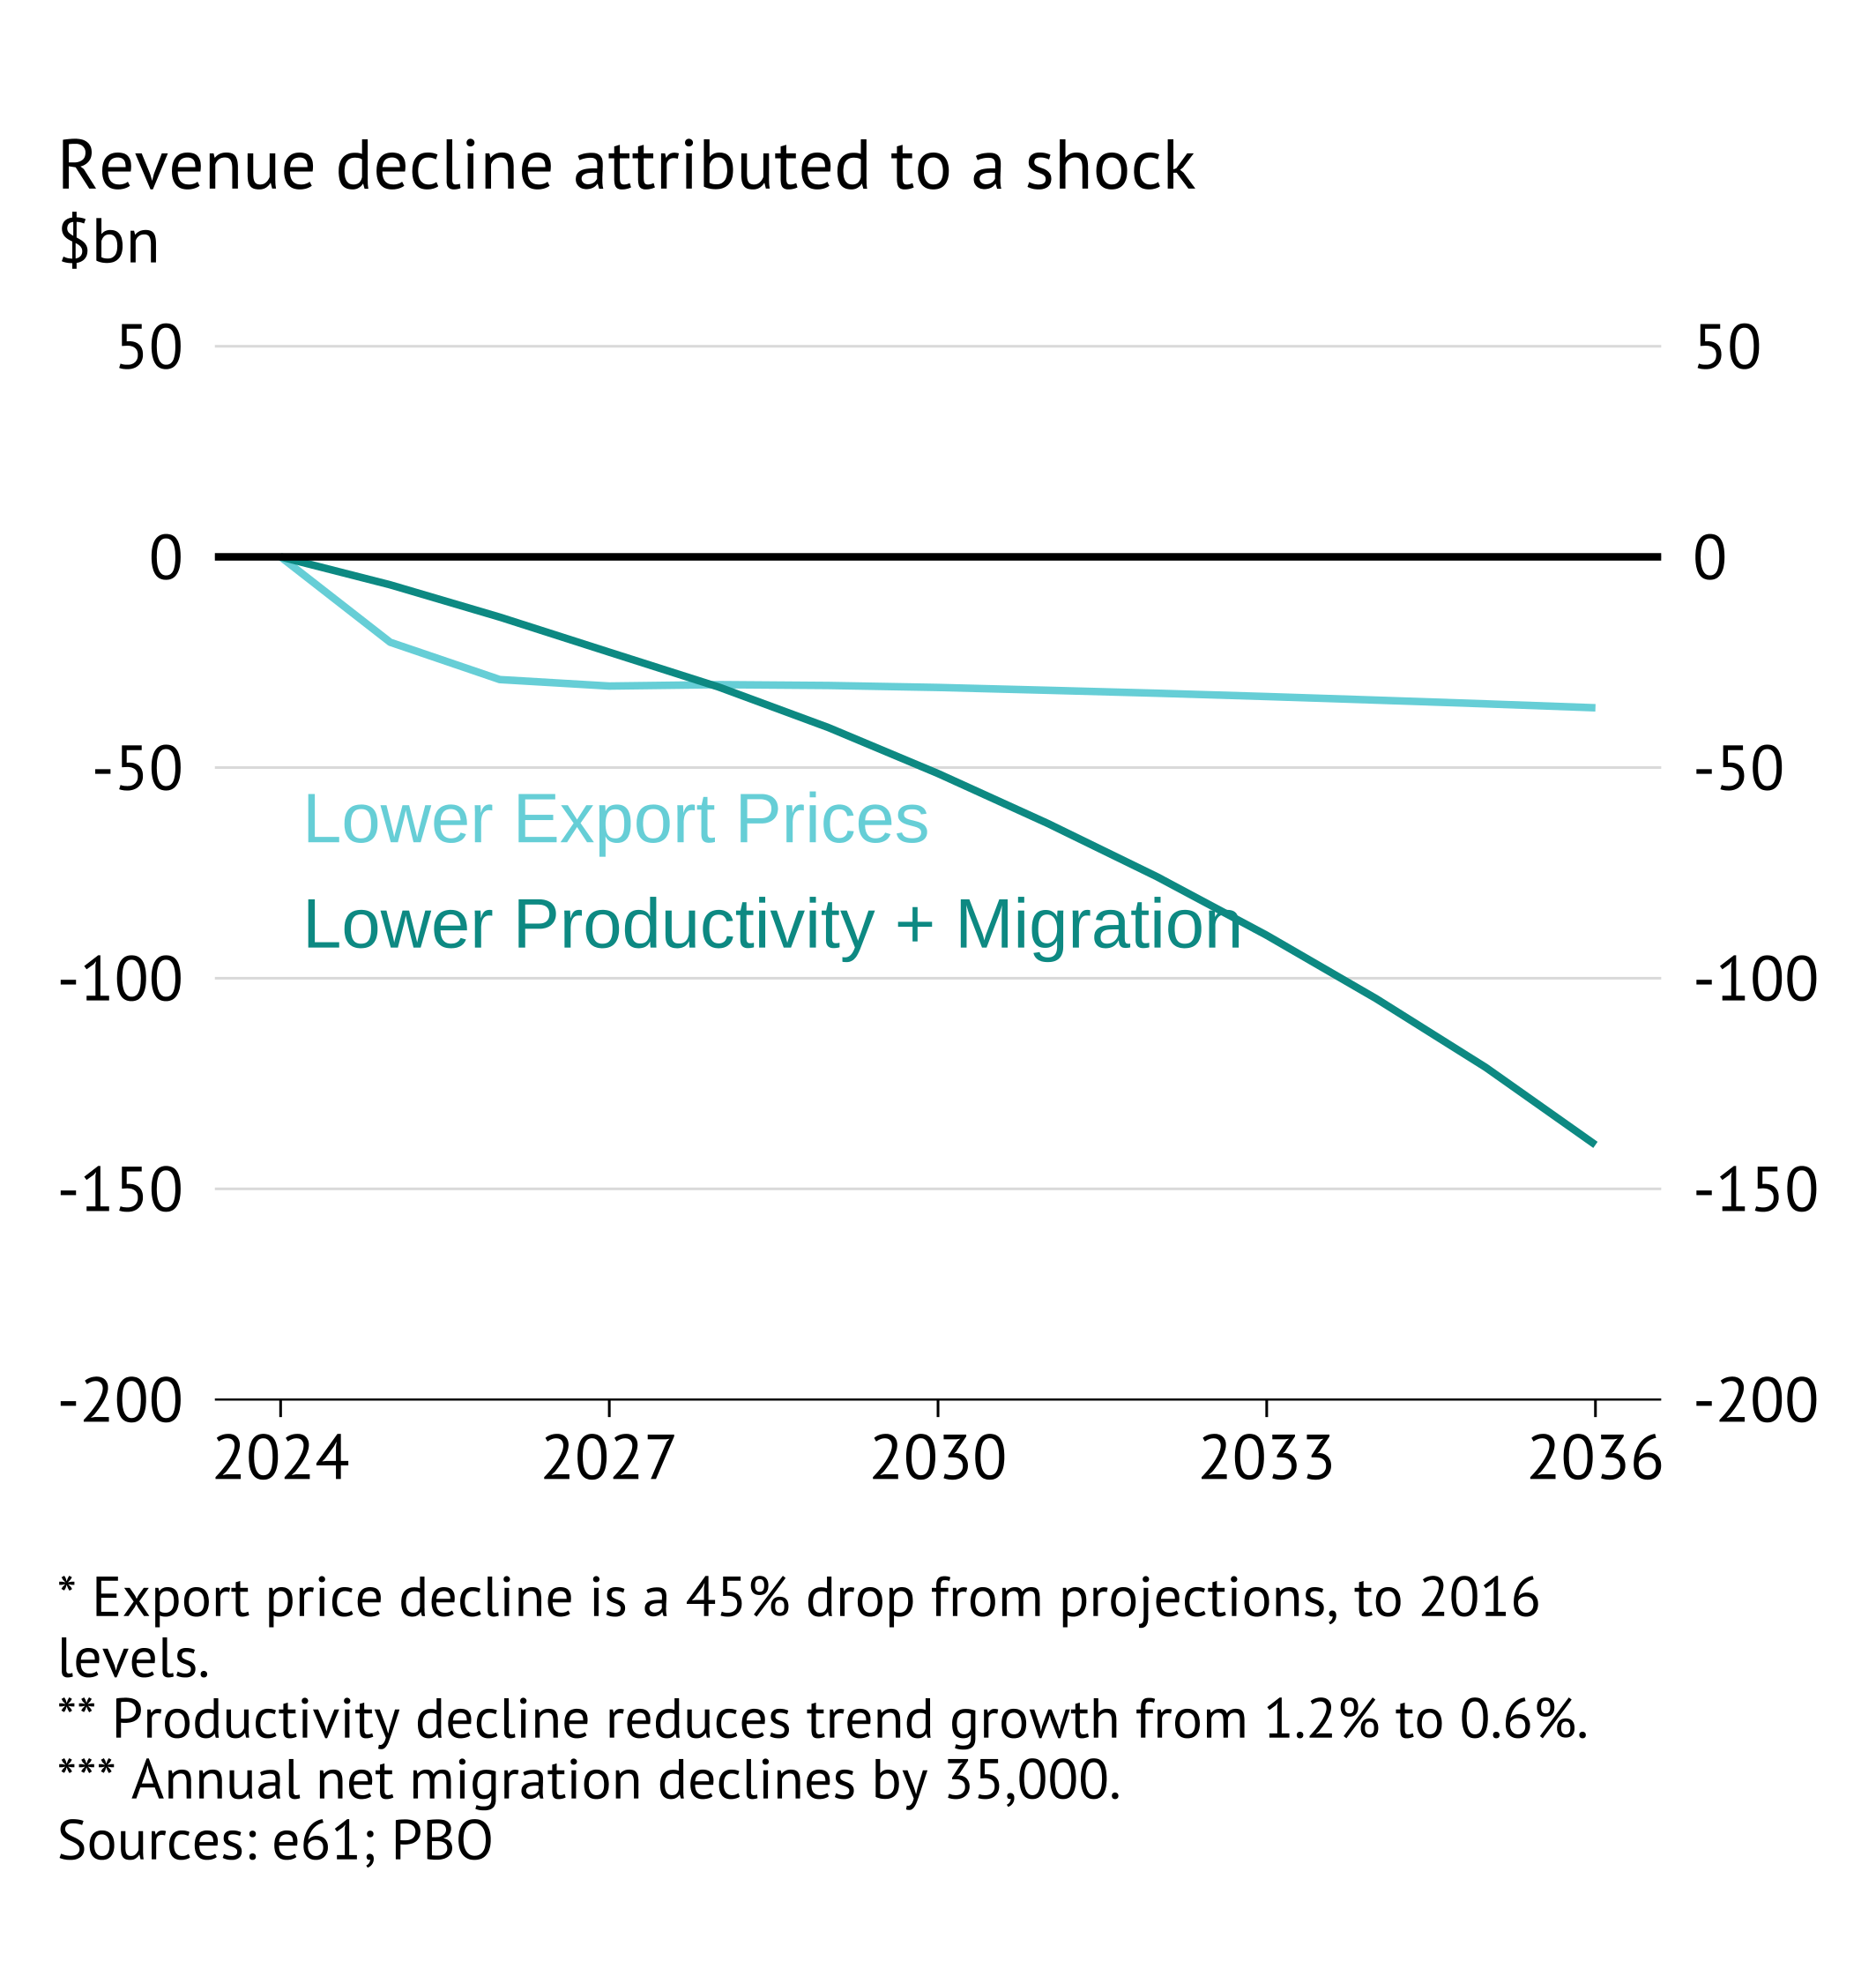 Revenue decline attributed to a shock
$bn
50 50
0 0
-50 -50
Lower Export Prices
Lower Productivity + Migration
-100 -100
-150 -150
-200 -200
2024 2027 2030 2033 2036
* Export price decline is a 45% drop from projections, to 2016
levels.
** Productivity decline reduces trend growth from 1.2% to 0.6%.
*** Annual net migration declines by 35,000.
Sources: e61; PBO